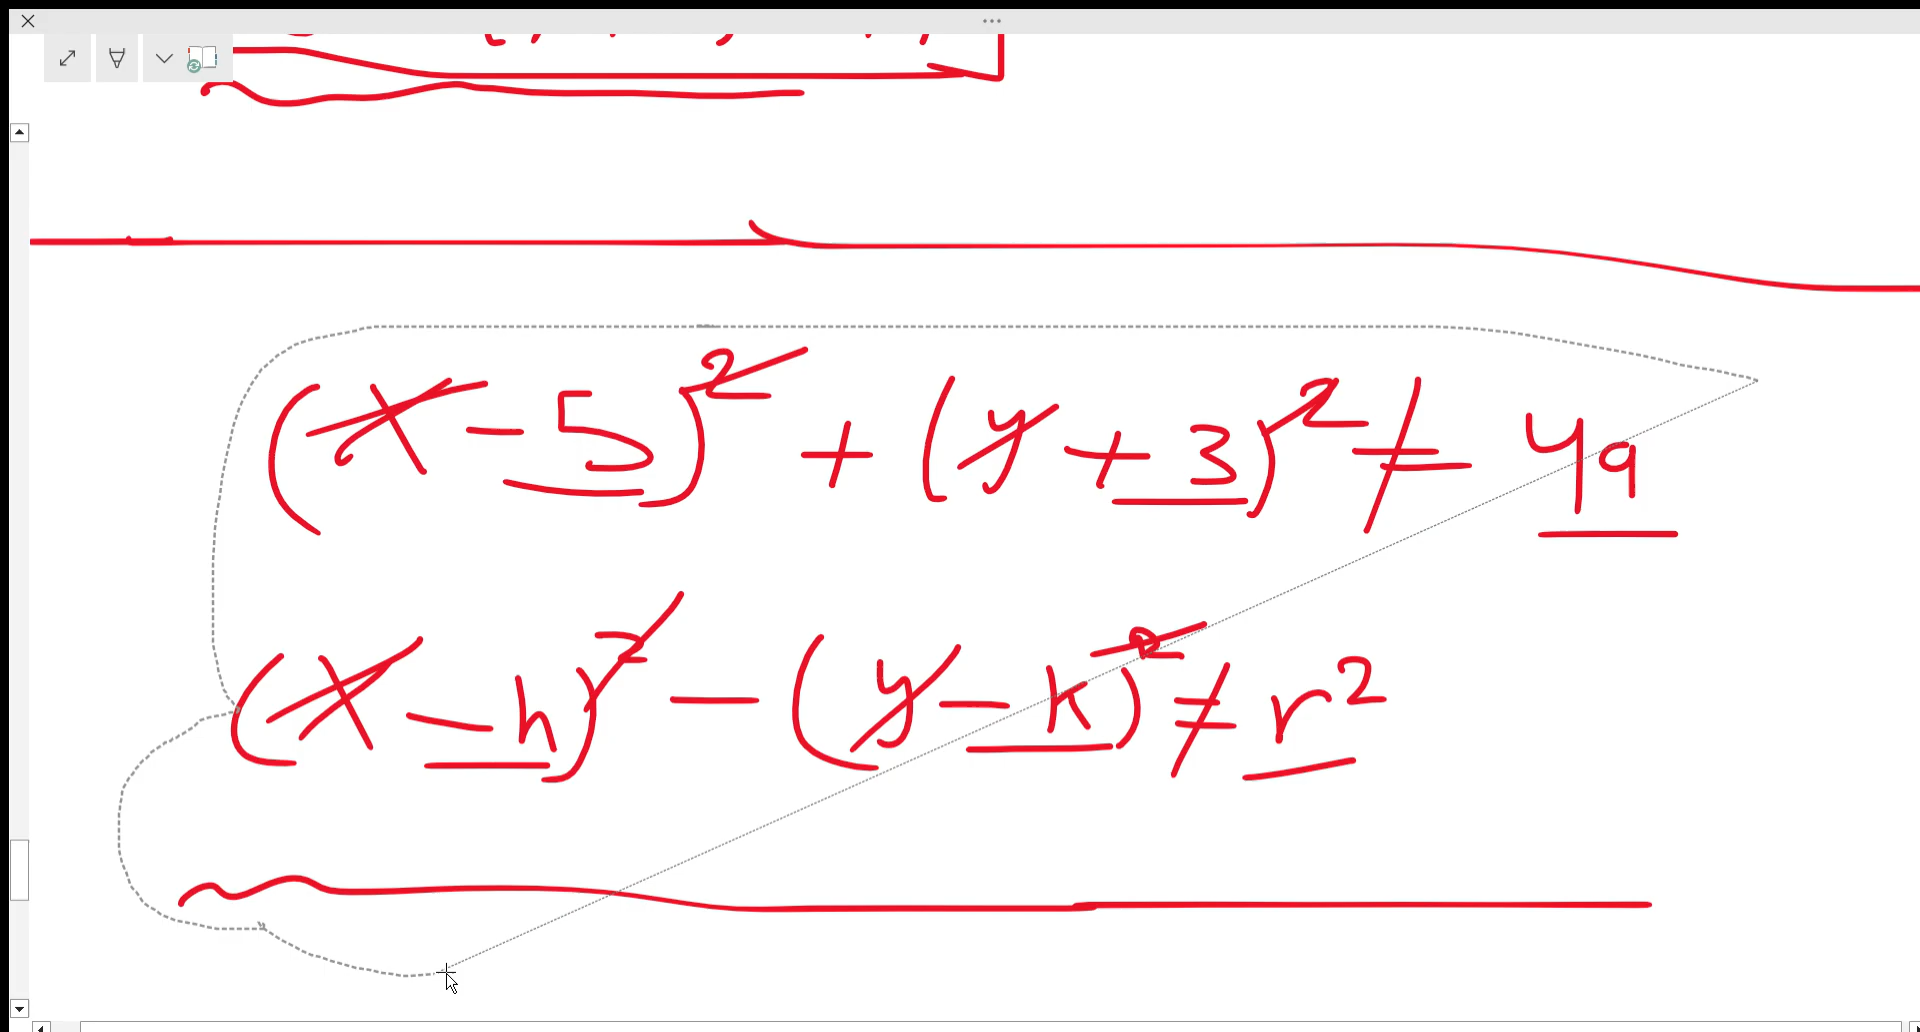 (x - 5)² + (y + 3)² = 49
(x - h)² - (y - k)² = r²